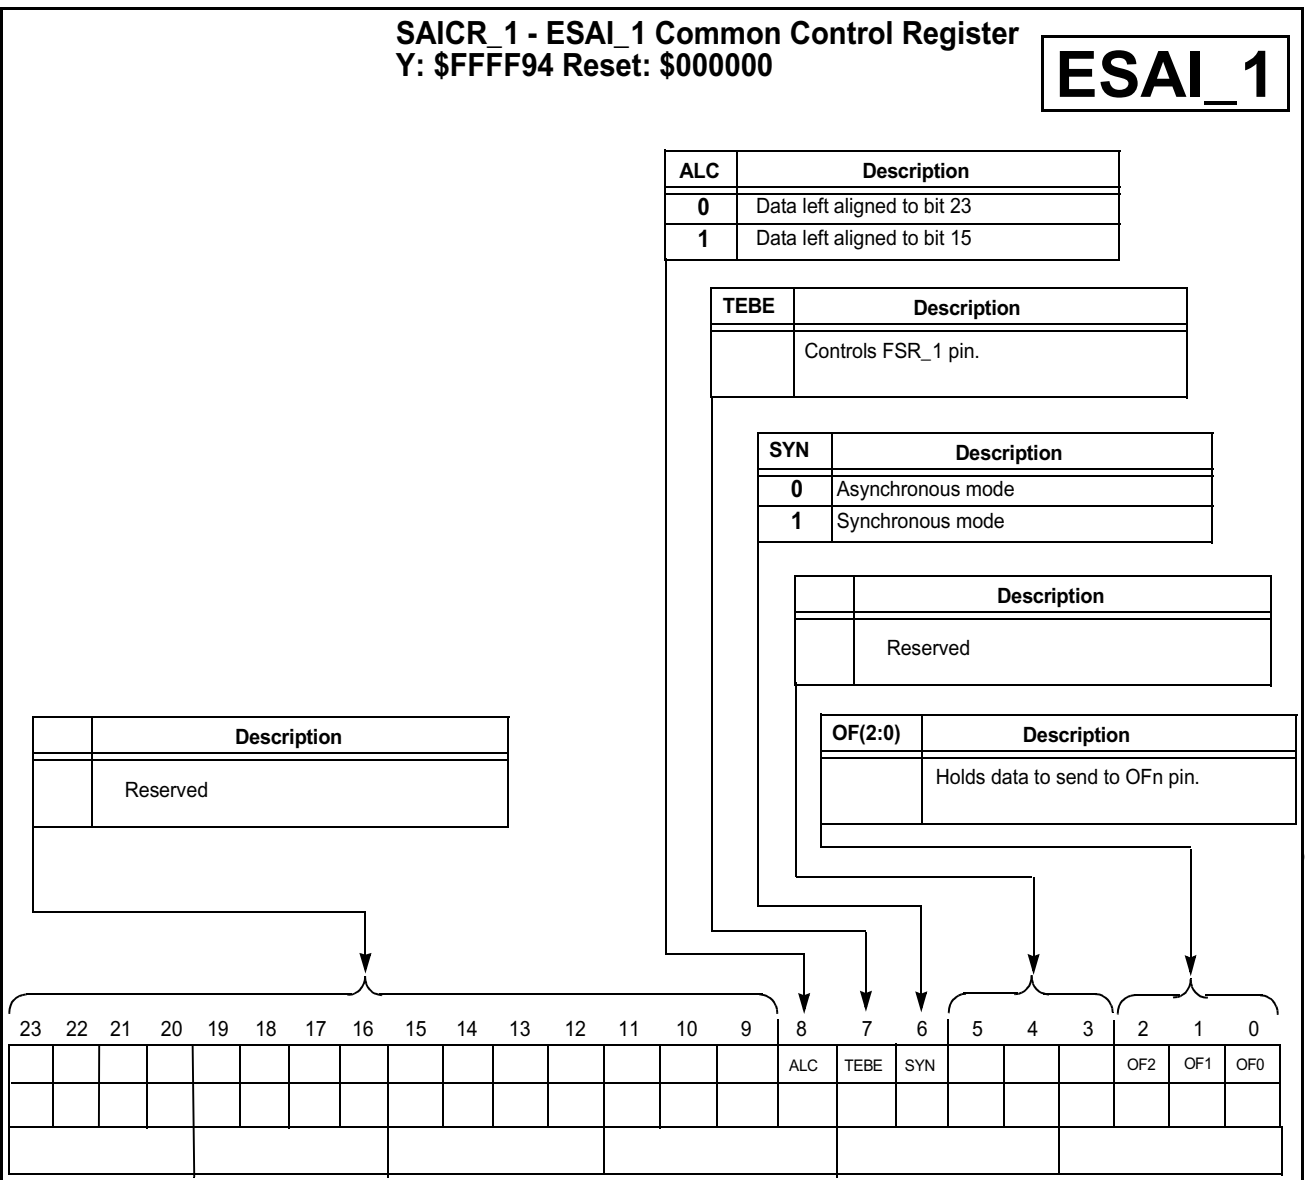 SAICR_1 - ESAI_1 Common Control Register
Y: $FFFF94 Reset: $000000
ESAI_1
ALC Description
0 Data left aligned to bit 23
1 Data left aligned to bit 15
TEBE Description
Controls FSR_1 pin.
SYN Description
0 Asynchronous mode
1 Synchronous mode
Description
Reserved
OF(2:0) Description
Holds data to send to OFn pin.
Description
Reserved
23 22 21 20 19 18 17 16 15 14 13 12 11 10 9 8 7 6 5 4 3 2 1 0
ALC TEBE SYN OF2 OF1 OF0